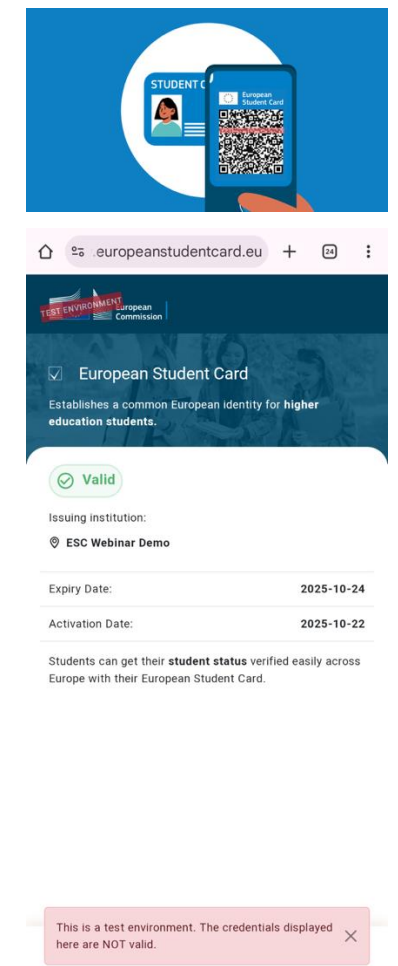 STUDENT C
European
Student Card
.europeanstudentcard.eu
24
TEST ENVIRONMENT
European
Commission
European Student Card
Establishes a common European identity for higher
education students.
Valid
Issuing institution:
ESC Webinar Demo
Expiry Date: 2025-10-24
Activation Date: 2025-10-22
Students can get their student status verified easily across
Europe with their European Student Card.
This is a test environment. The credentials displayed
here are NOT valid.